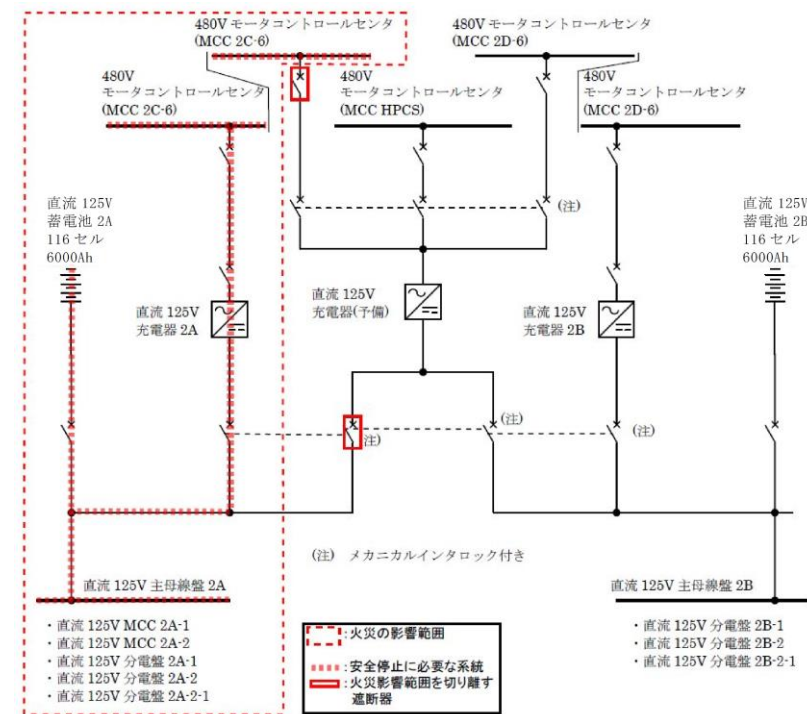 480V モータコントロールセンタ
(MCC 2C-6)
480V モータコントロールセンタ
(MCC 2D-6)
480V
モータコントロールセンタ
(MCC 2C-6)
480V
モータコントロールセンタ
(MCC HPCS)
480V
モータコントロールセンタ
(MCC 2D-6)
直流 125V
蓄電池 2A
116 セル
6000Ah
(注)
直流 125V
蓄電池 2B
116 セル
6000Ah
直流 125V
充電器 2A
直流 125V
充電器(予備)
直流 125V
充電器 2B
注)
(注)
(注)
(注) メカニカルインタロック付き
直流 125V 主母線盤 2A
直流 125V 主母線盤 2B
・直流 125V MCC 2A-1
・直流 125V MCC 2A-2
・直流 125V 分電盤 2A-1
・直流 125V 分電盤 2A-2
・直流 125V 分電盤 2A-2-1
:火災の影響範囲
:安全停止に必要な系統
:火災影響範囲を切り離す
遮断器
・直流 125V 分電盤 2B-1
・直流 125V 分電盤 2B-2
・直流 125V 分電盤 2B-2-1